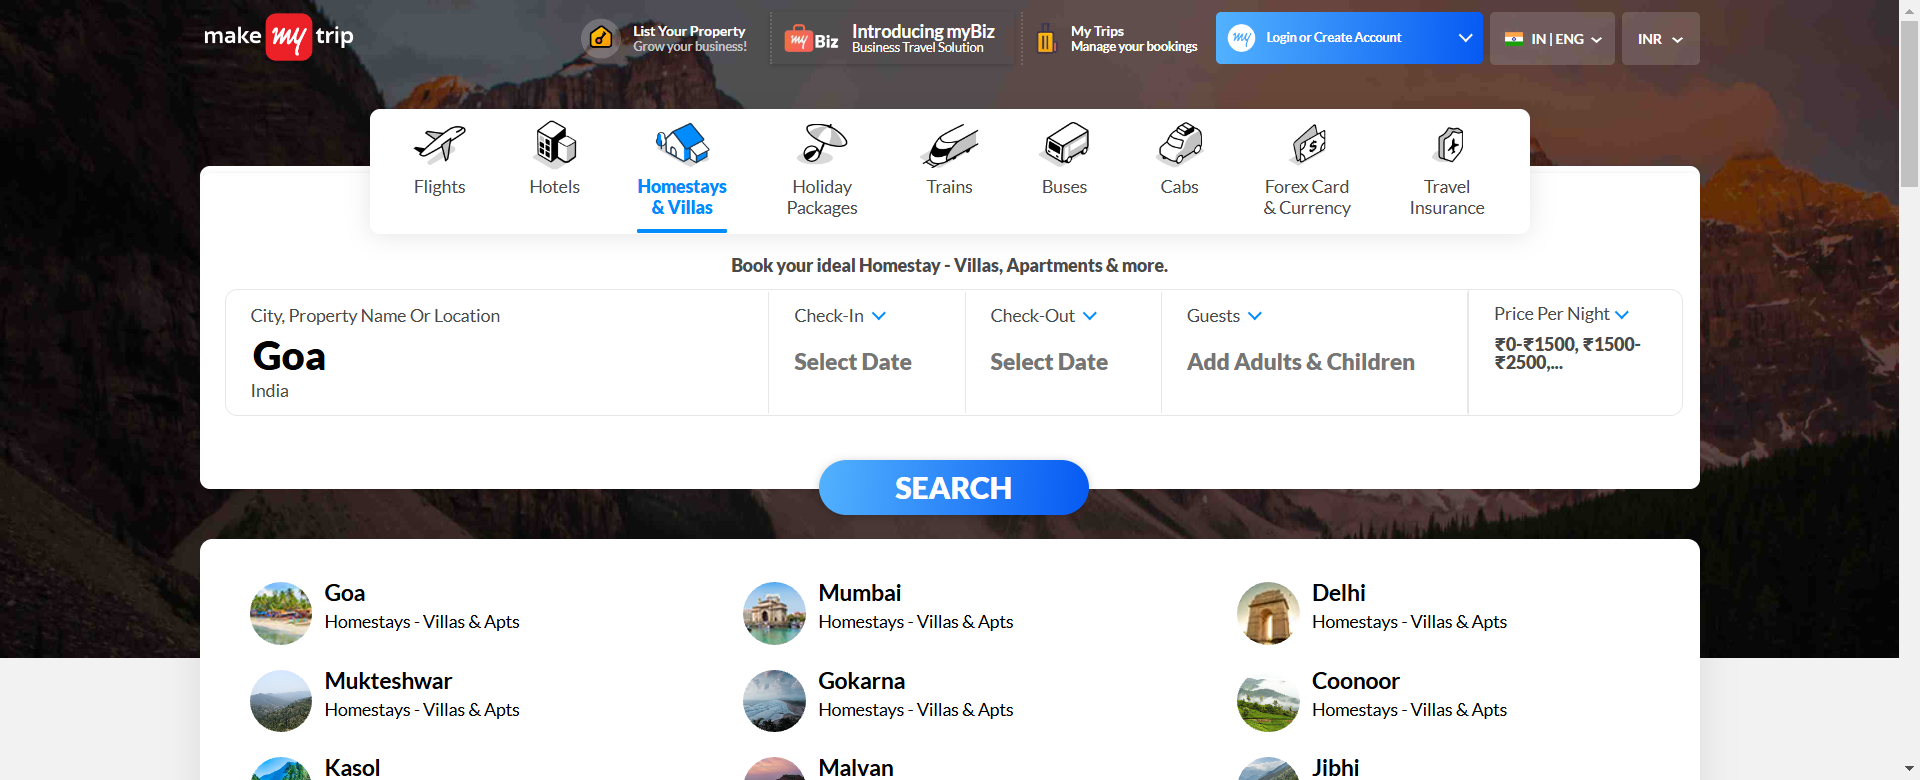 make my trip
List Your Property
Grow your business!
my Biz
Introducing myBiz
Business Travel Solution
My Trips
Manage your bookings
my
Login or Create Account
IN | ENG
INR
Flights
Hotels
Homestays
& Villas
Holiday
Packages
Trains
Buses
Cabs
Forex Card
& Currency
Travel
Insurance
Book your ideal Homestay - Villas, Apartments & more.
City, Property Name Or Location
Goa
India
Check-In
Select Date
Check-Out
Select Date
Guests
Add Adults & Children
Price Per Night
₹0-₹1500, ₹1500-
₹2500,...
SEARCH
Goa
Homestays - Villas & Apts
Mumbai
Homestays - Villas & Apts
Delhi
Homestays - Villas & Apts
Mukteshwar
Homestays - Villas & Apts
Gokarna
Homestays - Villas & Apts
Coonoor
Homestays - Villas & Apts
Kasol
Malvan
Jibhi